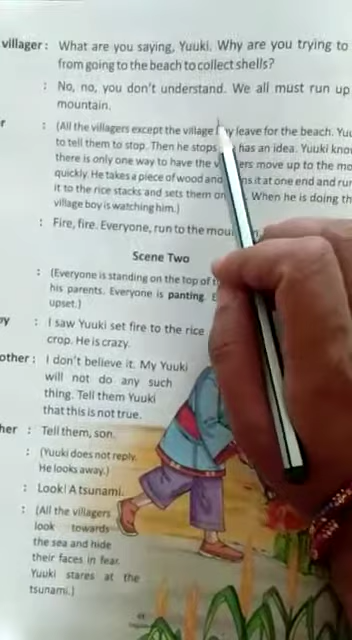 villager : What are you saying, Yuuki. Why are you trying to
from going to the beach to collect shells?
: No, no, you don't understand. We all must run up
mountain.
r : (All the villagers except the village boy leave for the beach. Yuu
to tell them to stop. Then he stops has an idea. Yuuki kno
there is only one way to have the v ers move up to the mo
quickly. He takes a piece of wood and ns it at one end and run
it to the rice stacks and sets them on When he is doing th
village boy is watching him.)
: Fire, fire. Everyone, run to the moun
Scene Two
: (Everyone is standing on the top of t
his parents. Everyone is panting. E
upset.)
oy : I saw Yuuki set fire to the rice
crop. He is crazy.
other : I don't believe it. My Yuuki
will not do any such
thing. Tell them Yuuki
that this is not true.
her : Tell them, son.
: (Yuuki does not reply.
He looks away.)
: Look! A tsunami.
: (All the villagers
look towards
the sea and hide
their faces in fear.
Yuuki stares at the
tsunami.)